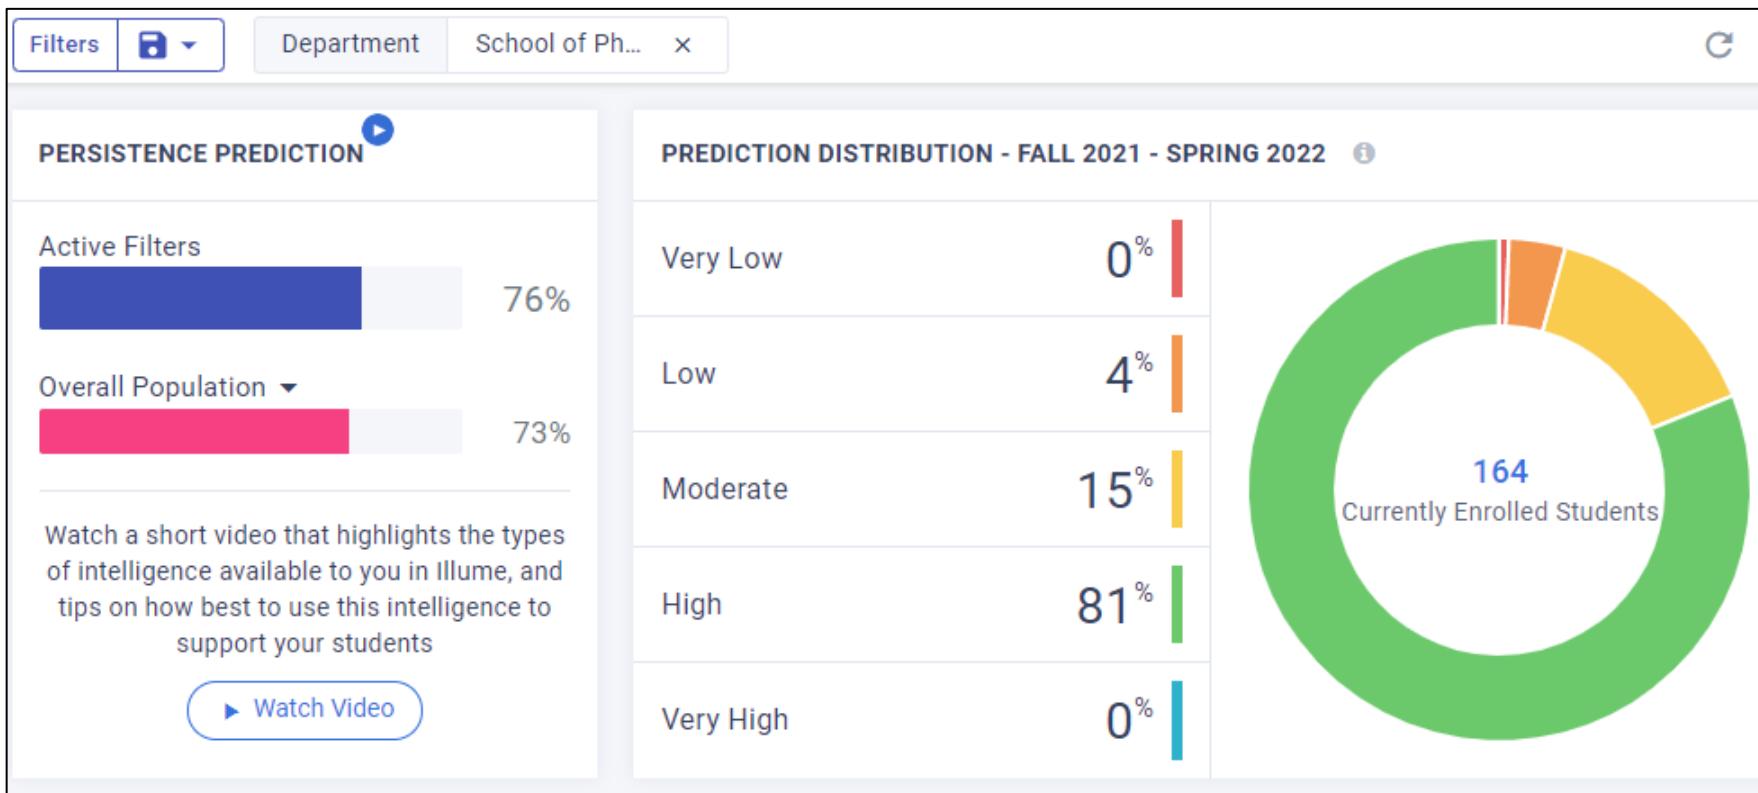 Filters
Department
School of Ph...
PERSISTENCE PREDICTION
Active Filters
76%
Overall Population
73%
Watch a short video that highlights the types
of intelligence available to you in Illume, and
tips on how best to use this intelligence to
support your students
Watch Video
PREDICTION DISTRIBUTION - FALL 2021 - SPRING 2022
Very Low 0%
Low 4%
Moderate 15%
High 81%
Very High 0%
164
Currently Enrolled Students